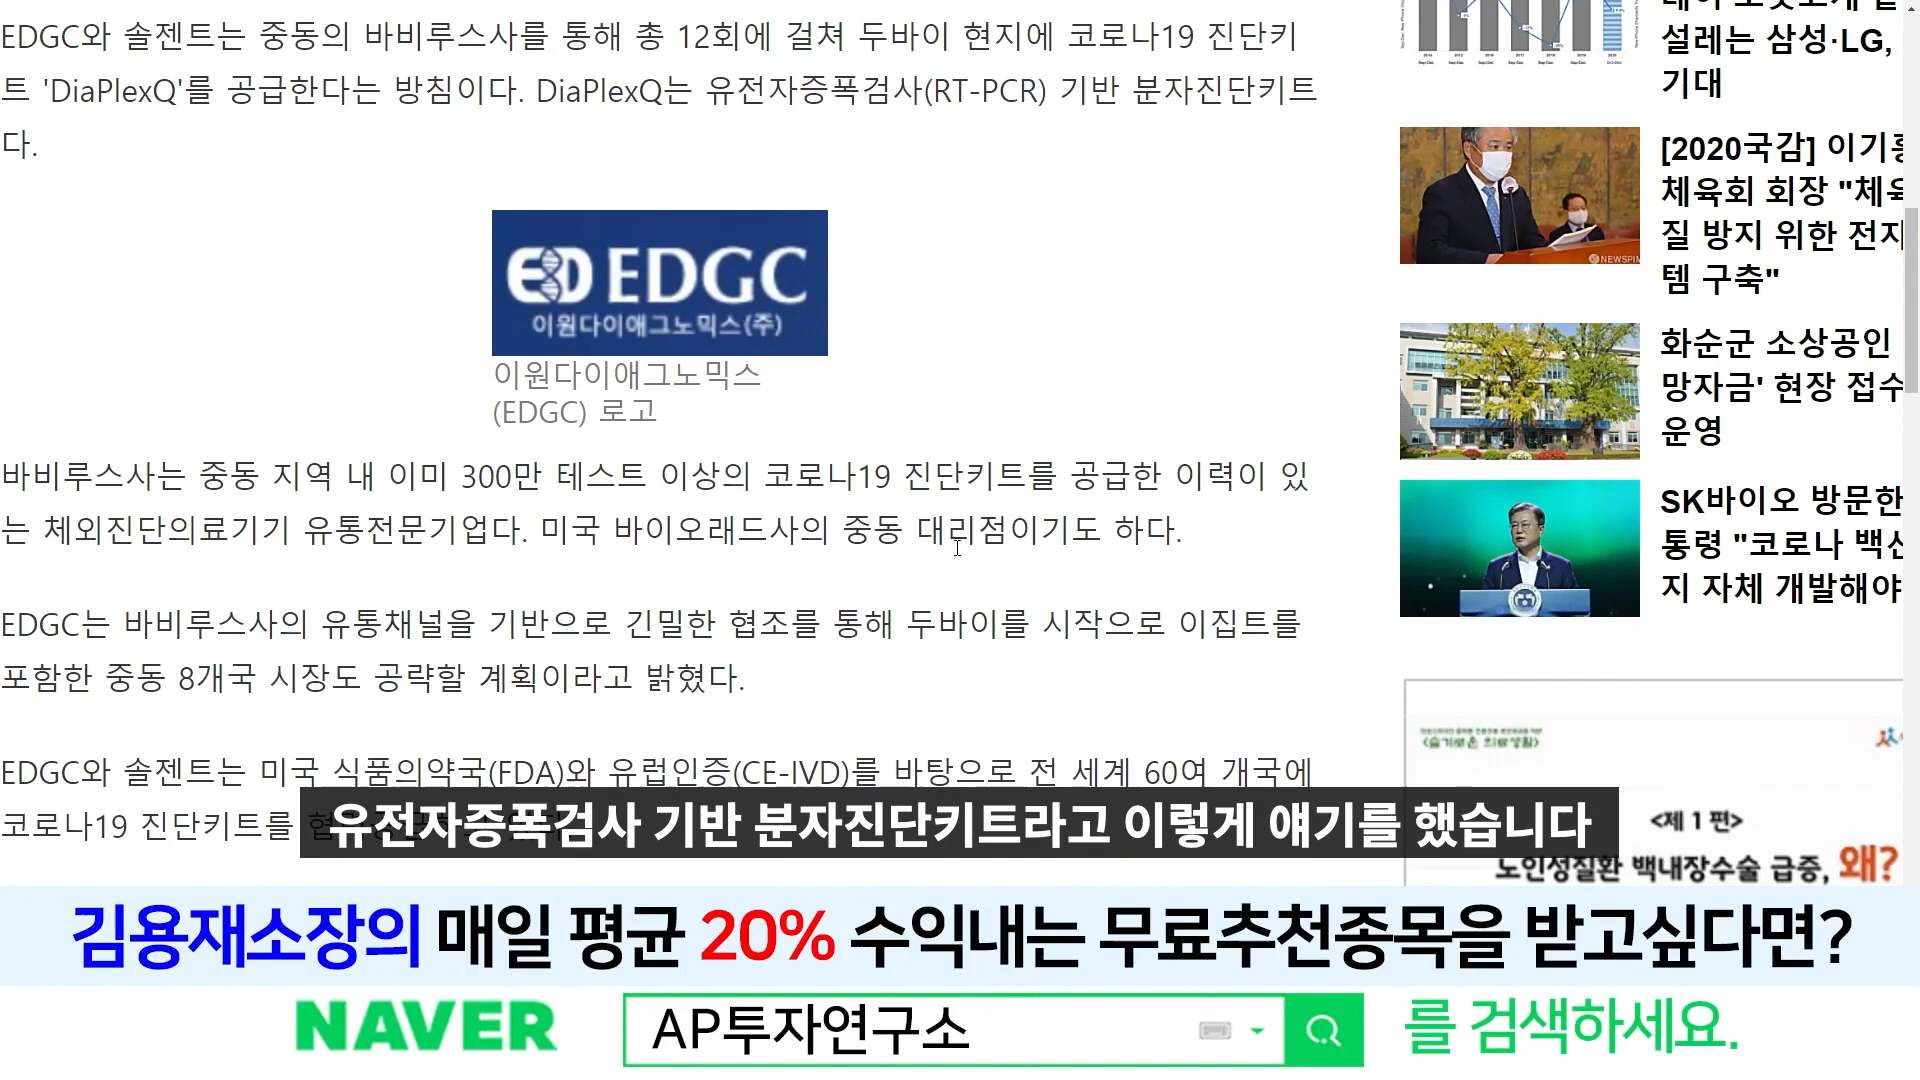 EDGC와 솔젠트는 중동의 바비루스사를 통해 총 12회에 걸쳐 두바이 현지에 코로나19 진단키
트 'DiaPlexQ'를 공급한다는 방침이다. DiaPlexQ는 유전자증폭검사(RT-PCR) 기반 분자진단키트
다.
EDGC
이원다이애그노믹스(주)
이원다이애그노믹스
(EDGC) 로고
바비루스사는 중동 지역 내 이미 300만 테스트 이상의 코로나19 진단키트를 공급한 이력이 있
는 체외진단의료기기 유통전문기업다. 미국 바이오래드사의 중동 대리점이기도 하다.
EDGC는 바비루스사의 유통채널을 기반으로 긴밀한 협조를 통해 두바이를 시작으로 이집트를
포함한 중동 8개국 시장도 공략할 계획이라고 밝혔다.
EDGC와 솔젠트는 미국 식품의약국(FDA)와 유럽인증(CE-IVD)를 바탕으로 전 세계 60여 개국에
코로나19 진단키트를
설레는 삼성·LG,
기대
[2020국감] 이기흥
체육회 회장 "체육
질 방지 위한 전자
템 구축"
NEWSPIM
화순군 소상공인
망자금' 현장 접수
운영
SK바이오 방문한
통령 "코로나 백신
지 자체 개발해야
<슬기로운 의료생활>
<제 1 편>
노인성질환 백내장수술 급증, 왜?
유전자증폭검사 기반 분자진단키트라고 이렇게 얘기를 했습니다
김용재소장의 매일 평균 20% 수익내는 무료추천종목을 받고싶다면?
NAVER AP투자연구소 를 검색하세요.